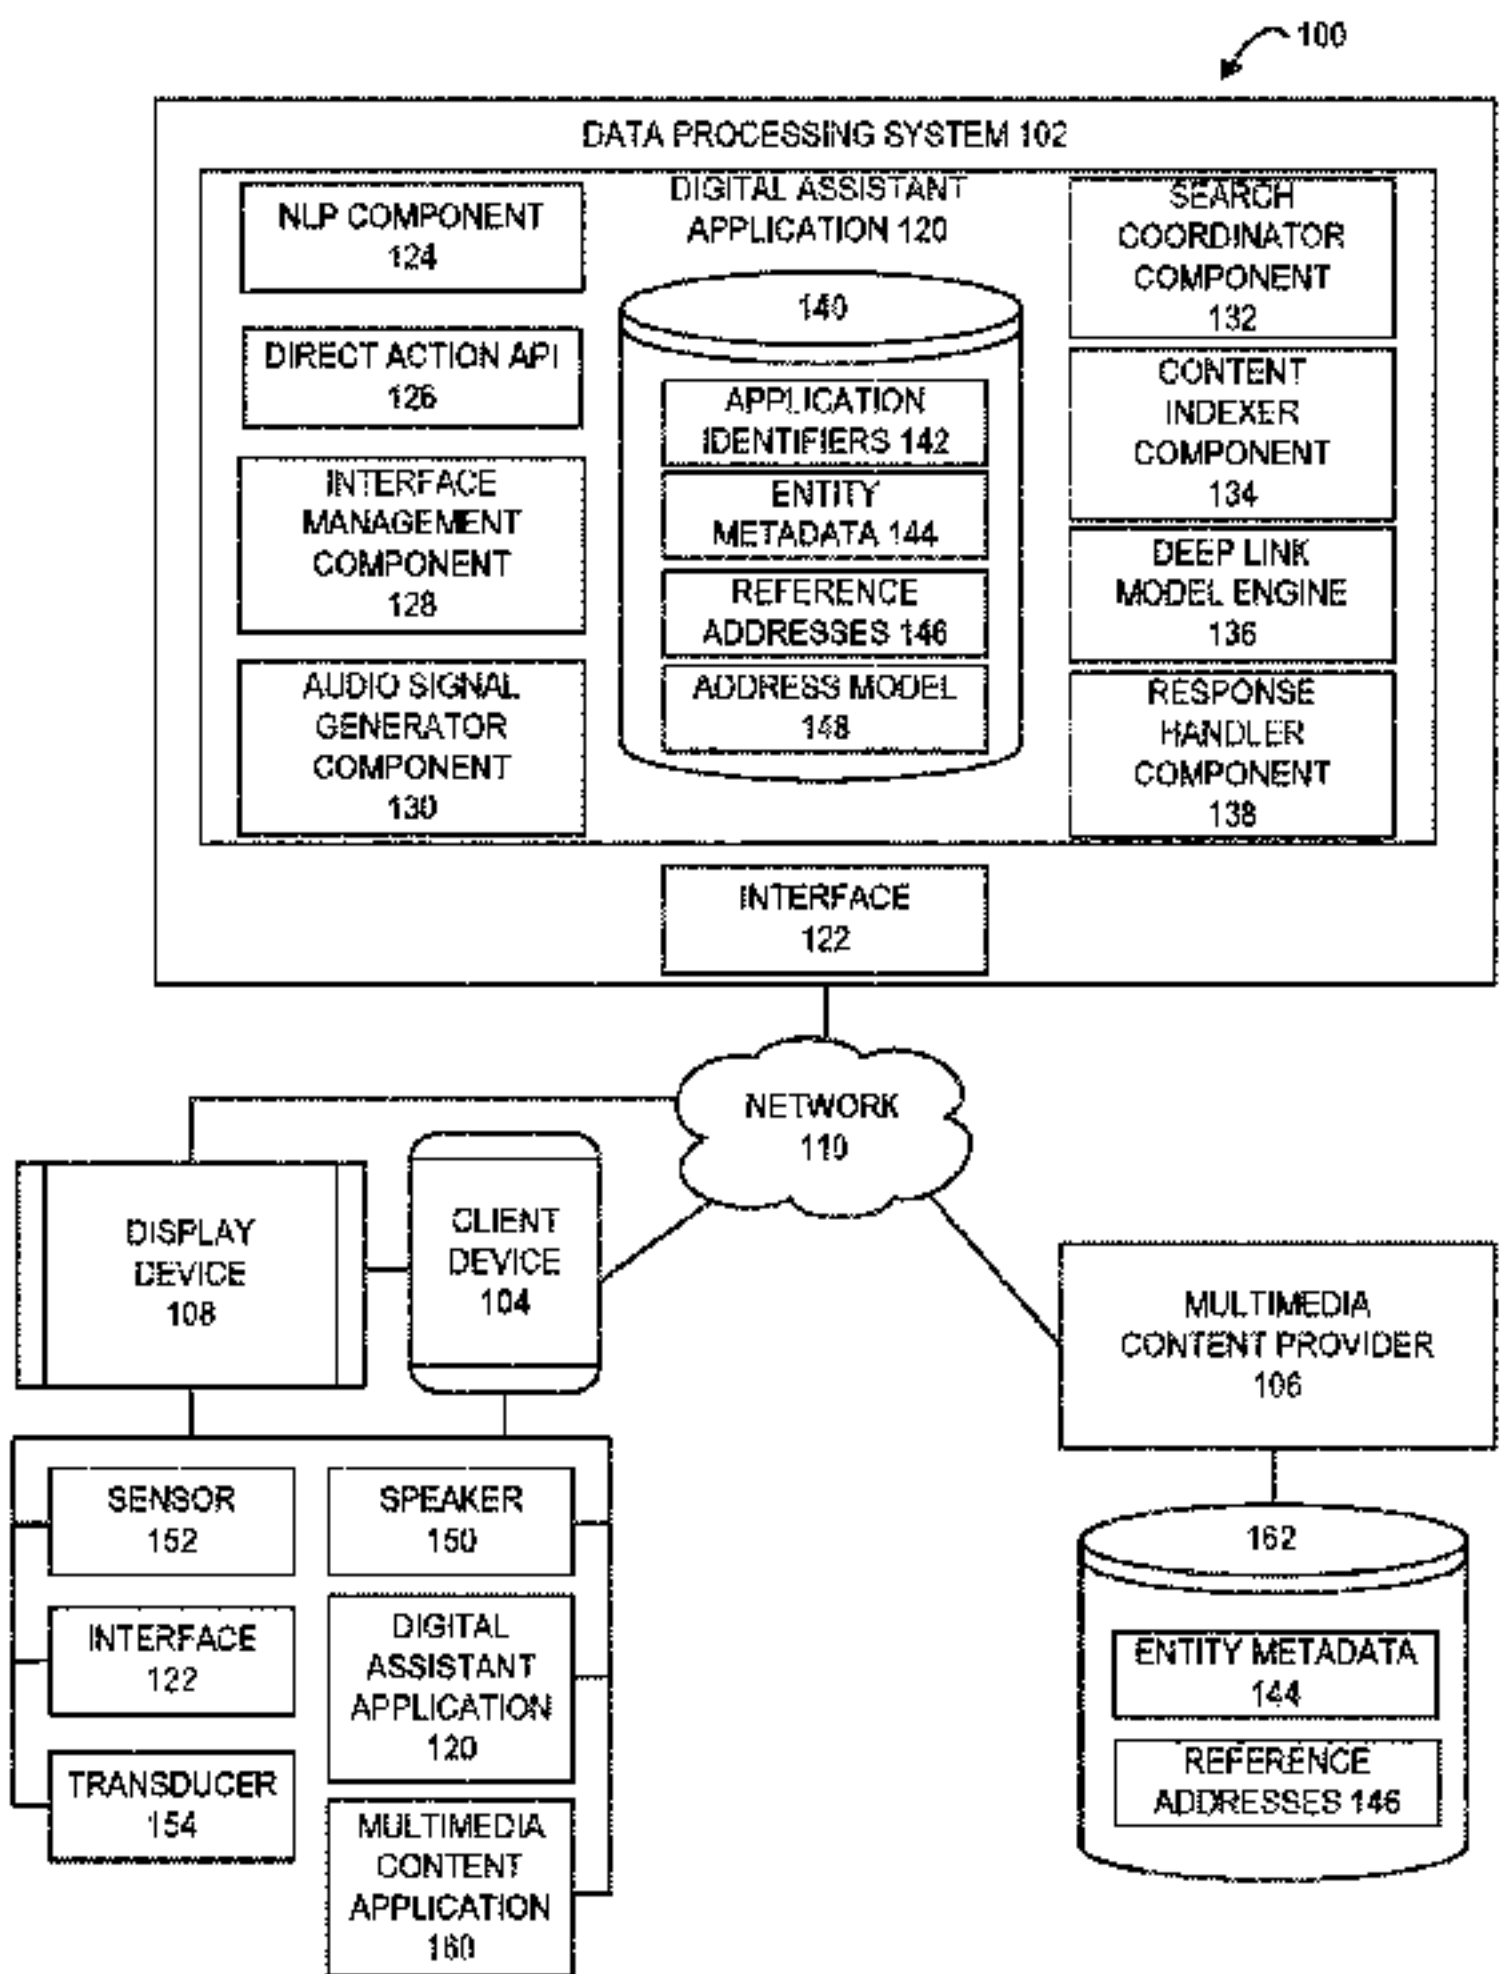 100
DATA PROCESSING SYSTEM 102
DIGITAL ASSISTANT
APPLICATION 120
NLP COMPONENT
124
DIRECT ACTION API
126
INTERFACE
MANAGEMENT
COMPONENT
128
AUDIO SIGNAL
GENERATOR
COMPONENT
130
140
APPLICATION
IDENTIFIERS 142
ENTITY
METADATA 144
REFERENCE
ADDRESSES 146
ADDRESS MODEL
148
SEARCH
COORDINATOR
COMPONENT
132
CONTENT
INDEXER
COMPONENT
134
DEEP LINK
MODEL ENGINE
136
RESPONSE
HANDLER
COMPONENT
138
INTERFACE
122
NETWORK
110
DISPLAY
DEVICE
108
CLIENT
DEVICE
104
MULTIMEDIA
CONTENT PROVIDER
106
SENSOR
152
INTERFACE
122
TRANSDUCER
154
SPEAKER
150
DIGITAL
ASSISTANT
APPLICATION
120
MULTIMEDIA
CONTENT
APPLICATION
160
162
ENTITY METADATA
144
REFERENCE
ADDRESSES 146